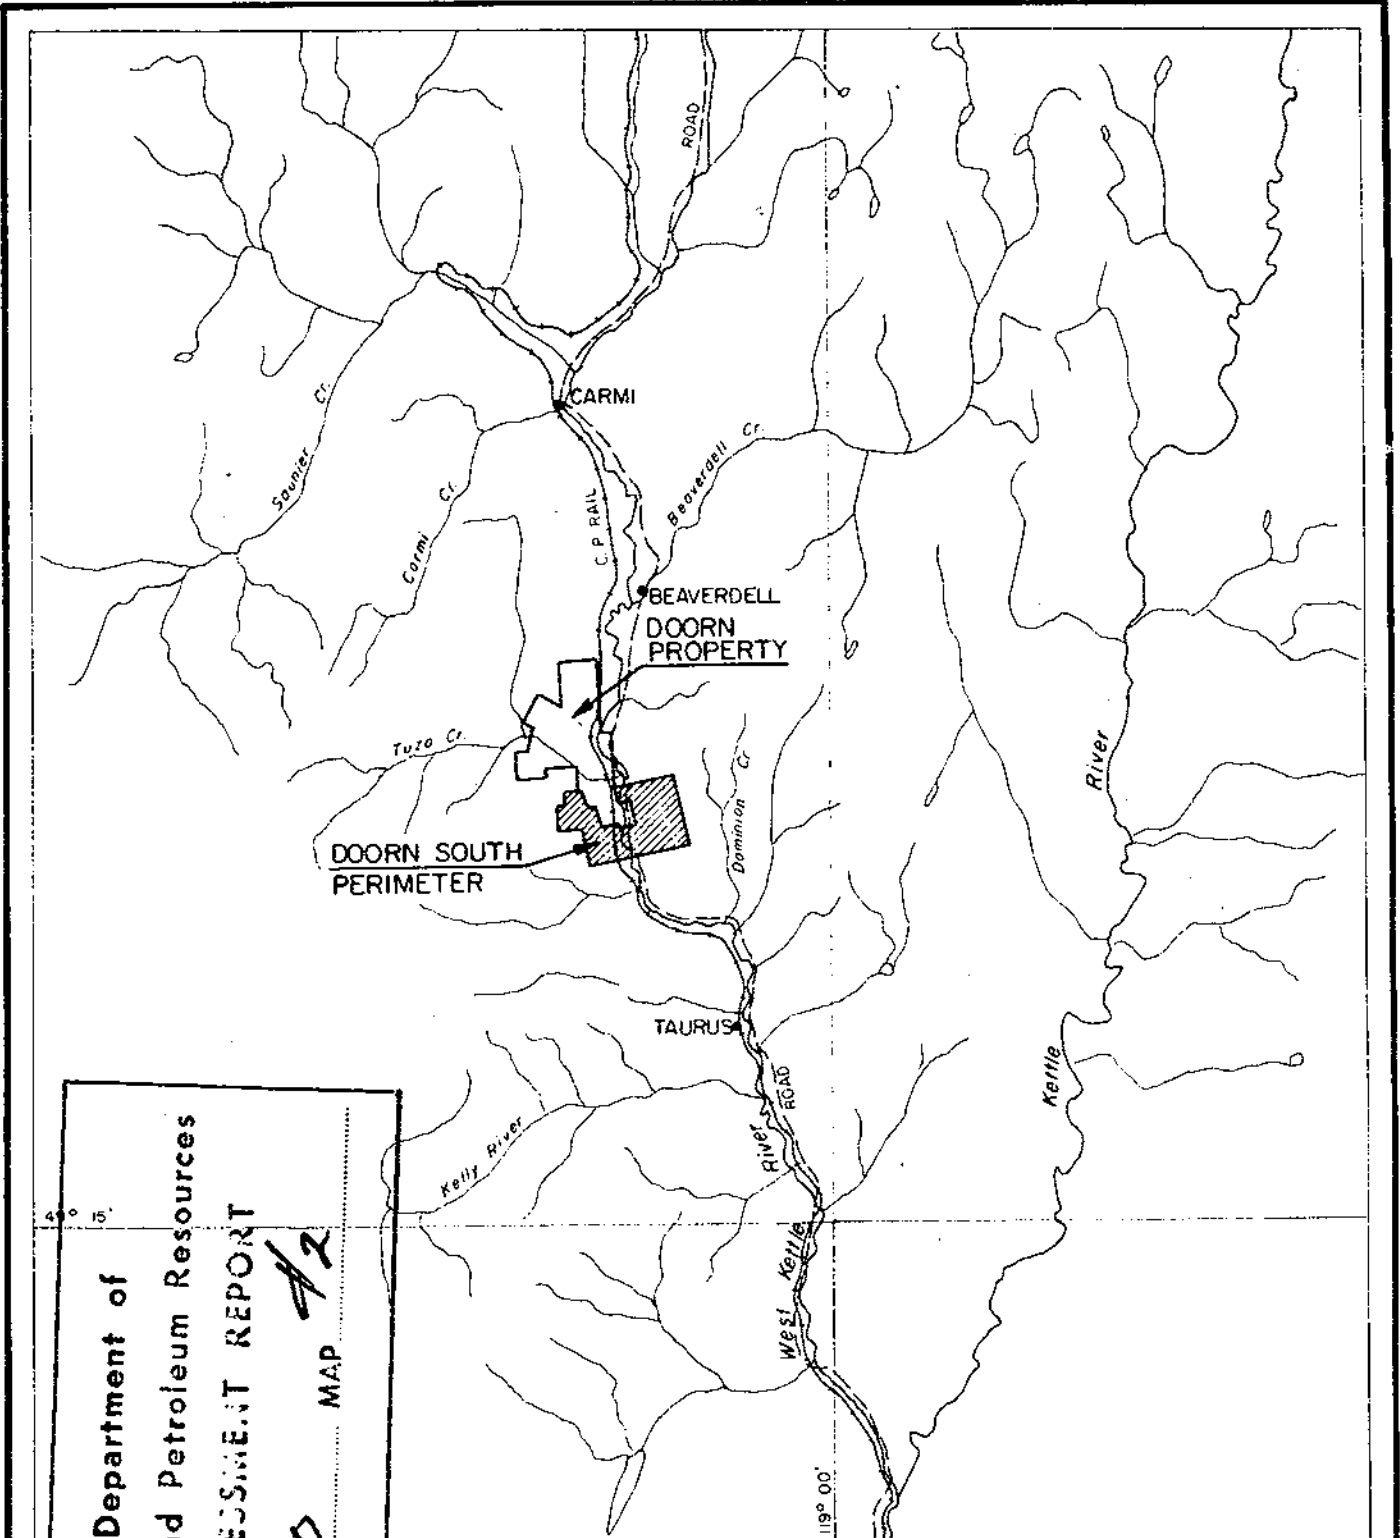 ROAD
CARMI
Cr.
Saunier
Beaverdell Cr.
Cr.
Carmi
C. P. RAIL
BEAVERDELL
DOORN
PROPERTY
Tuzo Cr.
River
Dominion Cr
DOORN SOUTH
PERIMETER
TAURUS
ROAD
River
Kettle
Kelly River
49° 15'
Kettle
West
119° 00'
Department of
Petroleum Resources
REPORT
MAP #2